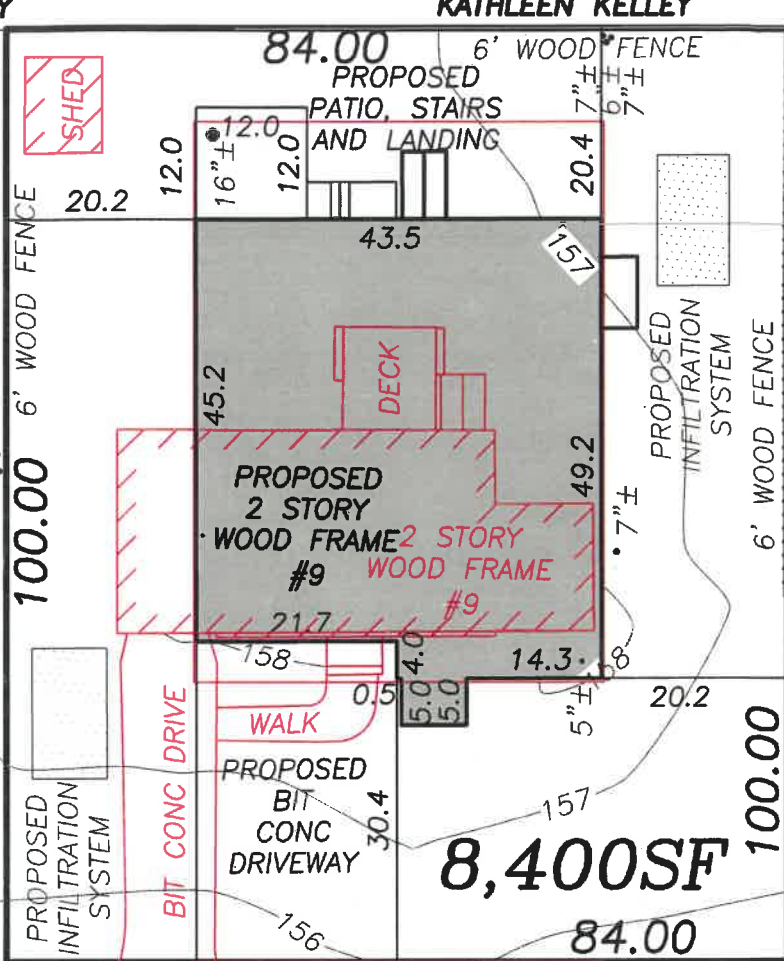 Y
KATHLEEN KELLEY
84.00
6' WOOD FENCE
PROPOSED
PATIO, STAIRS
AND LANDING
SHED
12.0
12.0
16"±
12.0
7"±
6"±
7"±
20.4
20.2
43.5
157
6' WOOD FENCE
45.2
DECK
49.2
PROPOSED
INFILTRATION
SYSTEM
6' WOOD FENCE
100.00
PROPOSED
2 STORY
WOOD FRAME
#9
2 STORY
WOOD FRAME
#9
7"±
21.7
158
4.0
14.3
158
0.5
5.0
5.0
5"±
20.2
WALK
BIT CONC DRIVE
PROPOSED
BIT
CONC
DRIVEWAY
30.4
PROPOSED
INFILTRATION
SYSTEM
157
100.00
8,400SF
156
84.00